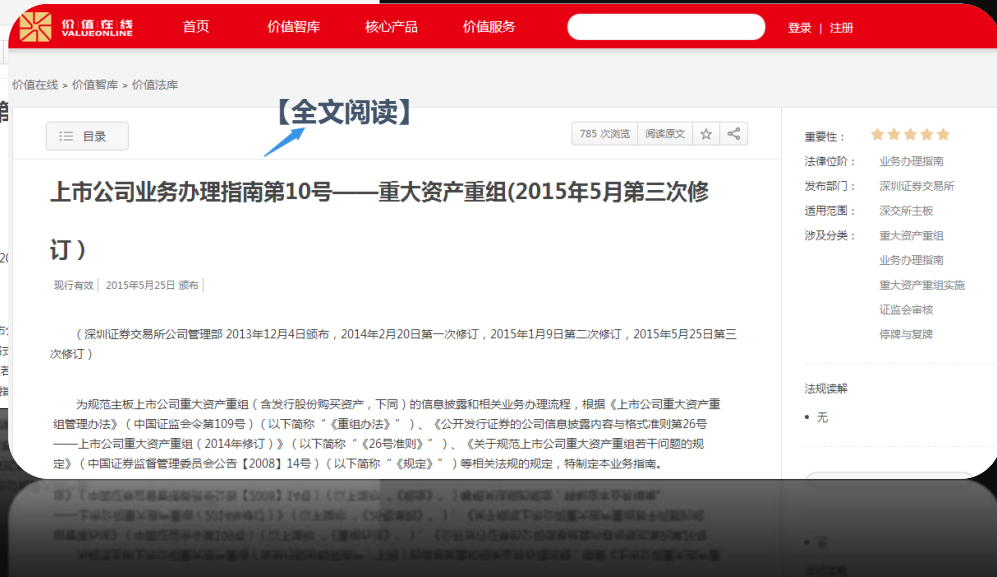 价值在线
VALUEONLINE
首页
价值智库
核心产品
价值服务
登录 | 注册
价值在线 > 价值智库 > 价值法库
【全文阅读】
目录
785 次浏览
阅读原文
上市公司业务办理指南第10号——重大资产重组(2015年5月第三次修
订）
现行有效
2015年5月25日 颁布
（深圳证券交易所公司管理部 2013年12月4日颁布，2014年2月20日第一次修订，2015年1月9日第二次修订，2015年5月25日第三
次修订）
为规范主板上市公司重大资产重组（含发行股份购买资产，下同）的信息披露和相关业务办理流程，根据《上市公司重大资产重
组管理办法》（中国证监会令第109号）（以下简称“《重组办法》”）、《公开发行证券的公司信息披露内容与格式准则第26号
——上市公司重大资产重组（2014年修订）》（以下简称“《26号准则》”）、《关于规范上市公司重大资产重组若干问题的规
定》（中国证券监督管理委员会公告【2008】14号）（以下简称“《规定》”）等相关法规的规定，特制定本业务指南。
重要性：
法律位阶： 业务办理指南
发布部门： 深圳证券交易所
适用范围： 深交所主板
涉及分类： 重大资产重组
业务办理指南
重大资产重组实施
证监会审核
停牌与复牌
法规读解
• 无